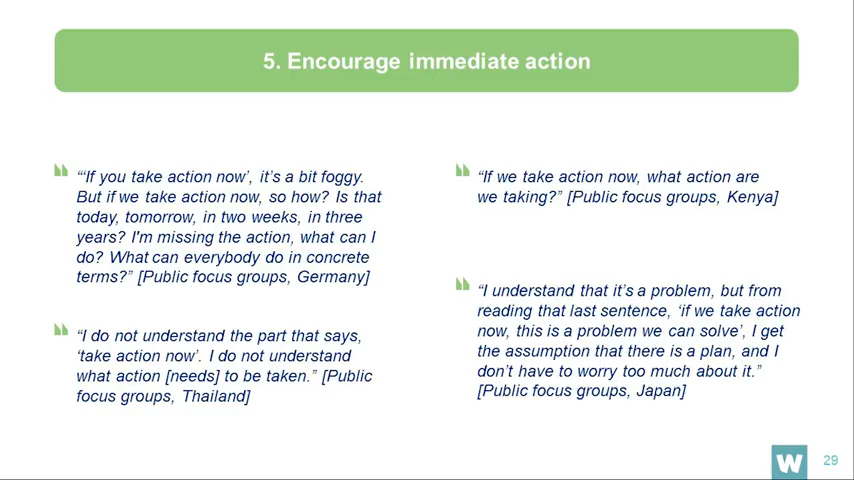 5. Encourage immediate action
“‘If you take action now’, it’s a bit foggy.
But if we take action now, so how? Is that
today, tomorrow, in two weeks, in three
years? I'm missing the action, what can I
do? What can everybody do in concrete
terms?” [Public focus groups, Germany]
“I do not understand the part that says,
‘take action now’. I do not understand
what action [needs] to be taken.” [Public
focus groups, Thailand]
“If we take action now, what action are
we taking?” [Public focus groups, Kenya]
“I understand that it’s a problem, but from
reading that last sentence, ‘if we take action
now, this is a problem we can solve’, I get
the assumption that there is a plan, and I
don’t have to worry too much about it.”
[Public focus groups, Japan]
W
29